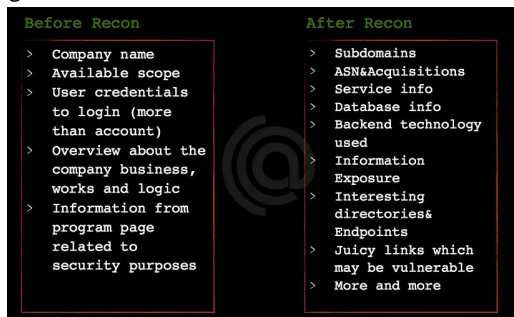 Before Recon
> Company name
> Available scope
> User credentials
to login (more
than account)
> Overview about the
company business,
works and logic
> Information from
program page
related to
security purposes
After Recon
> Subdomains
> ASN&Acquisitions
> Service info
> Database info
> Backend technology
used
> Information
Exposure
> Interesting
directories&
Endpoints
> Juicy links which
may be vulnerable
> More and more